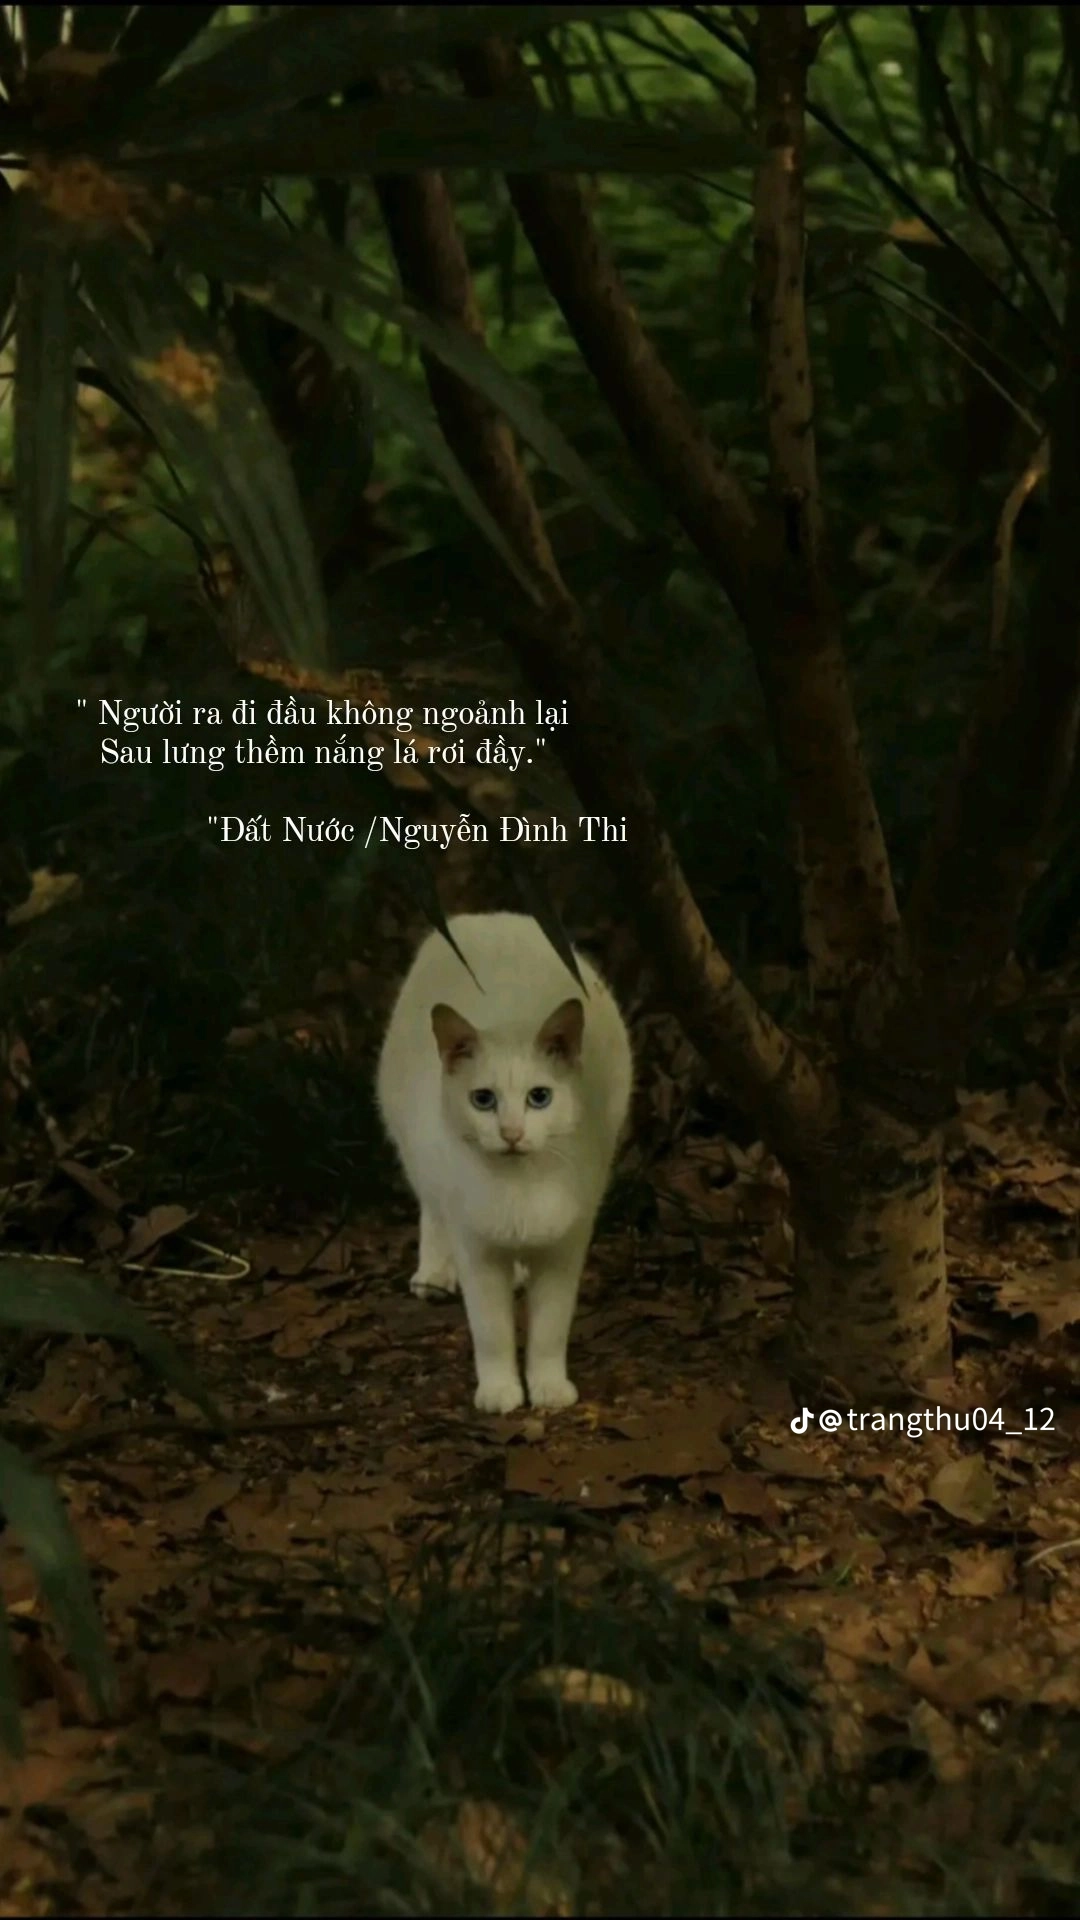 " Người ra đi đầu không ngoảnh lại
Sau lưng thềm nắng lá rơi đầy."
"Đất Nước /Nguyễn Đình Thi
@trangthu04_12